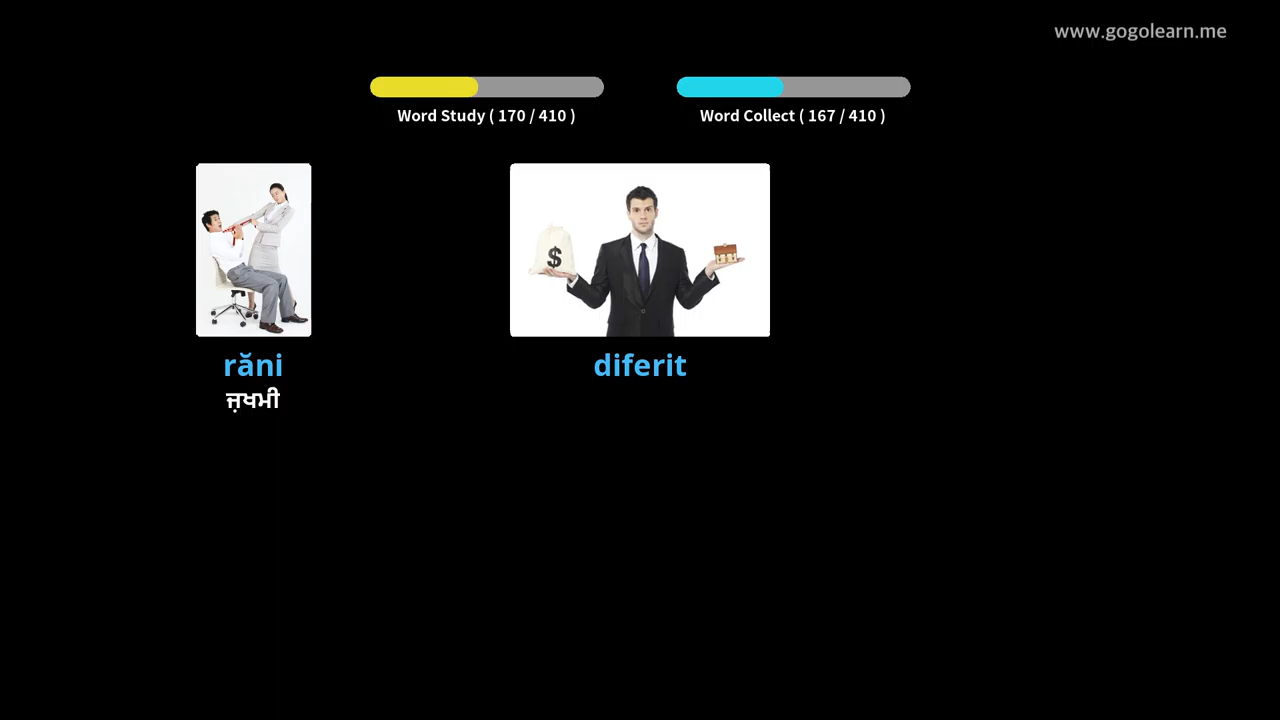 www.gogolearn.me
Word Study ( 170 / 410 )
Word Collect ( 167 / 410 )
$
răni
diferit
ਜ਼ਖਮੀ